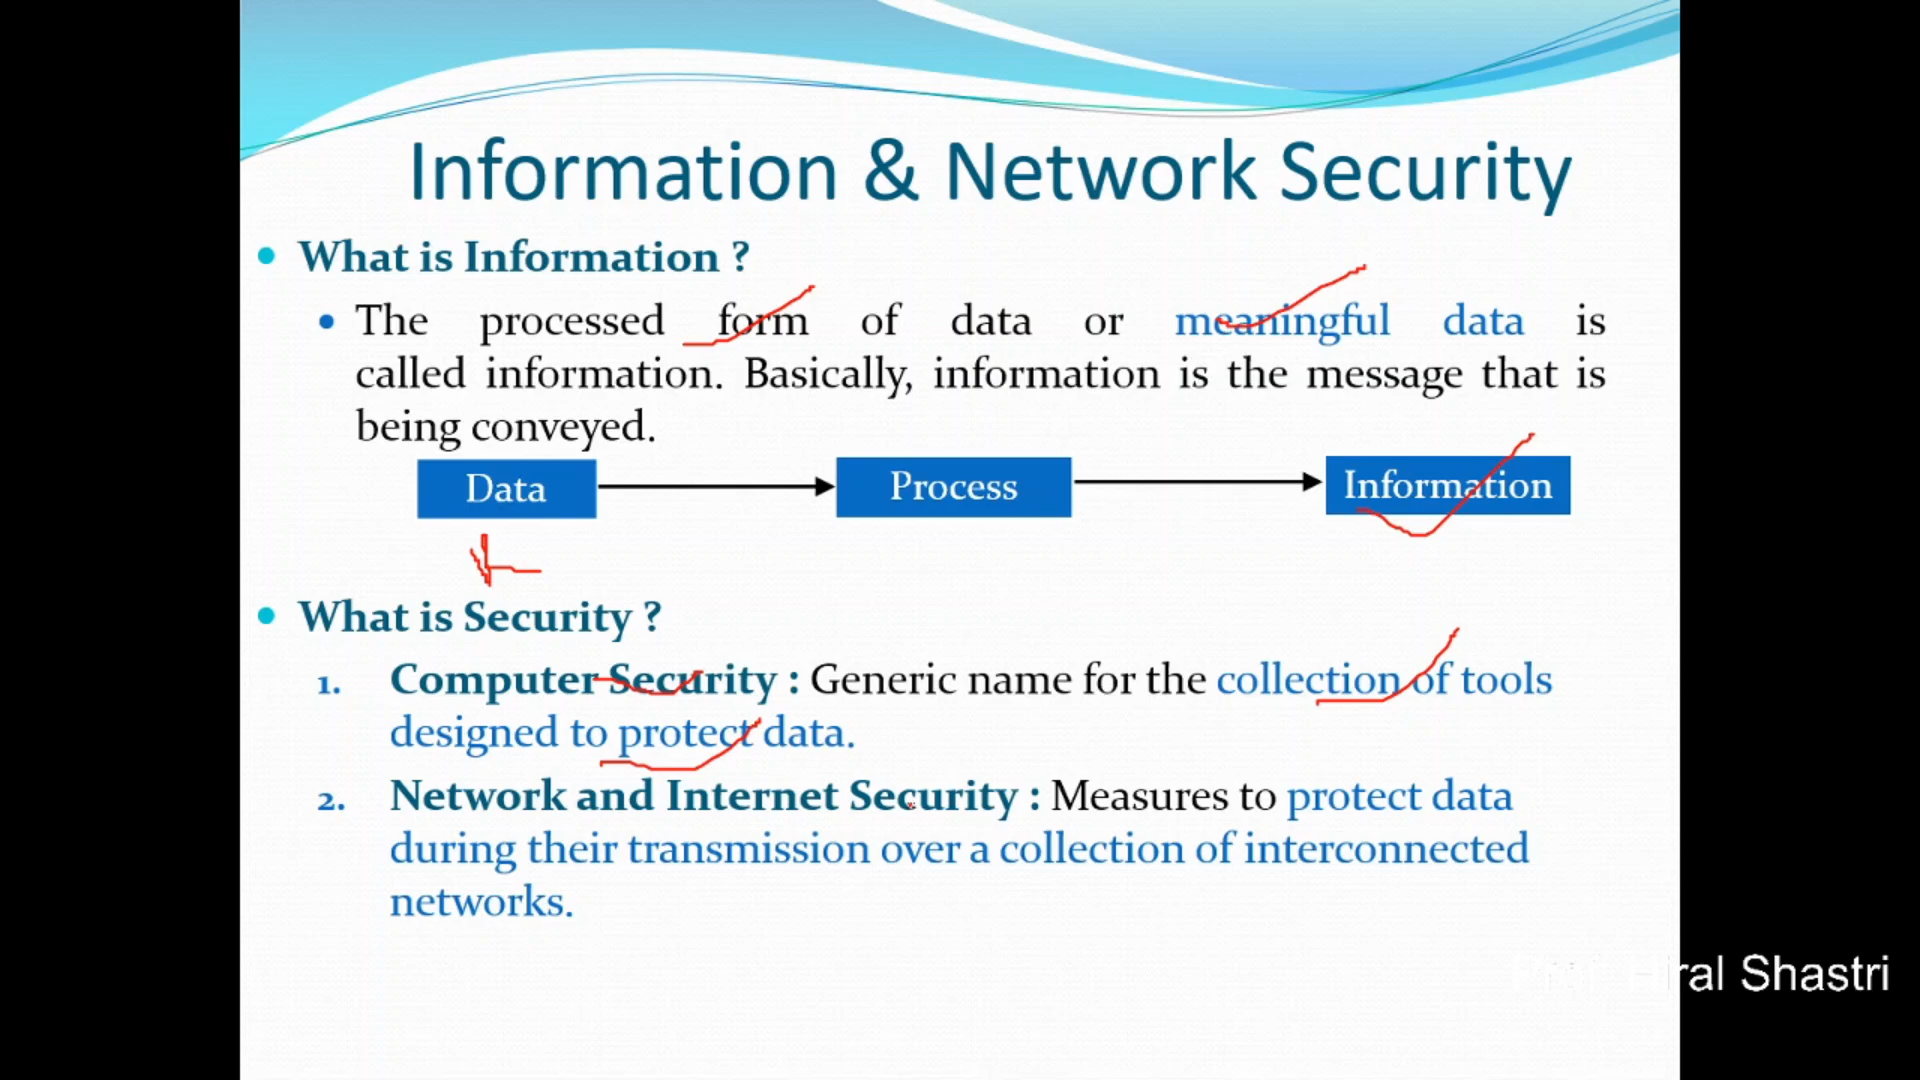 Information & Network Security
What is Information ?
The processed form of data or meaningful data is
called information. Basically, information is the message that is
being conveyed.
Data Process Information
What is Security ?
1. Computer Security : Generic name for the collection of tools
designed to protect data.
2. Network and Internet Security : Measures to protect data
during their transmission over a collection of interconnected
networks.
Hiral Shastri